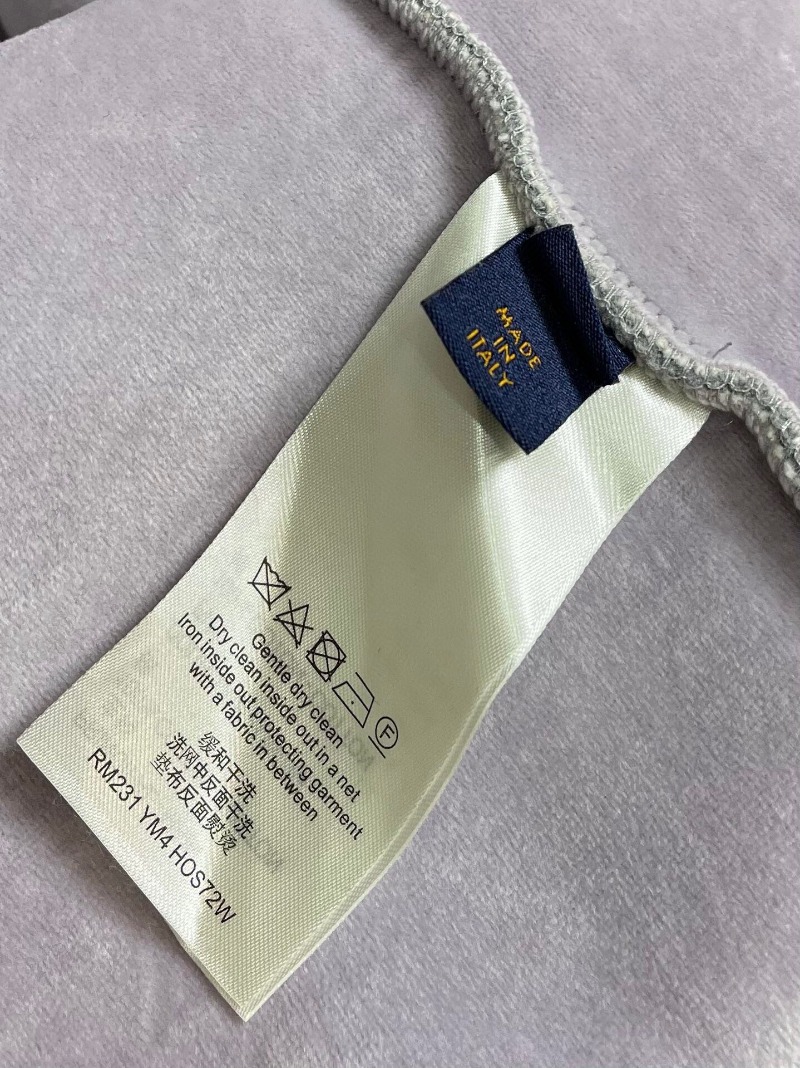 MADE
IN
ITALY
F
Gentle dry clean
Dry clean inside out in a net
Iron inside out protecting garment
with a fabric in between
缓和干洗
洗网中反面干洗
垫布反面熨烫
RM231 YM4 HOS72W